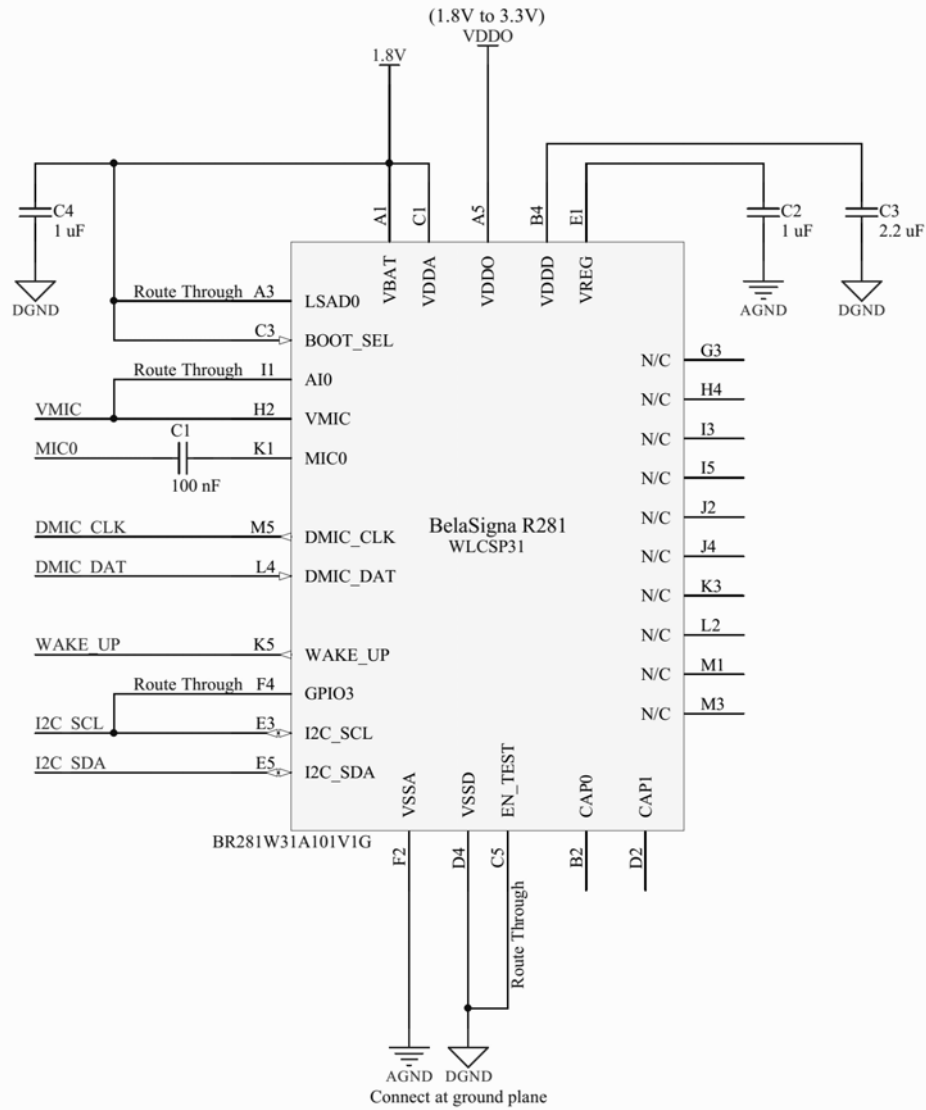 (1.8V to 3.3V)
VDDO
1.8V
C4
1 uF
DGND
A1
C1
A5
B4
E1
C2
1 uF
AGND
C3
2.2 uF
DGND
VBAT
VDDA
VDDO
VDDD
VREG
Route Through A3 LSAD0
C3 BOOT_SEL
Route Through I1 AI0
VMIC H2 VMIC
MIC0 C1 K1 MIC0
100 nF
DMIC_CLK M5 DMIC_CLK
DMIC_DAT L4 DMIC_DAT
WAKE_UP K5 WAKE_UP
Route Through F4 GPIO3
I2C_SCL E3 I2C_SCL
I2C_SDA E5 I2C_SDA
BelaSigna R281
WLCSP31
N/C G3
N/C H4
N/C I3
N/C I5
N/C J2
N/C J4
N/C K3
N/C L2
N/C M1
N/C M3
VSSA
VSSD
EN_TEST
CAP0
CAP1
BR281W31A101V1G
F2
D4
C5
B2
D2
Route Through
AGND
DGND
Connect at ground plane